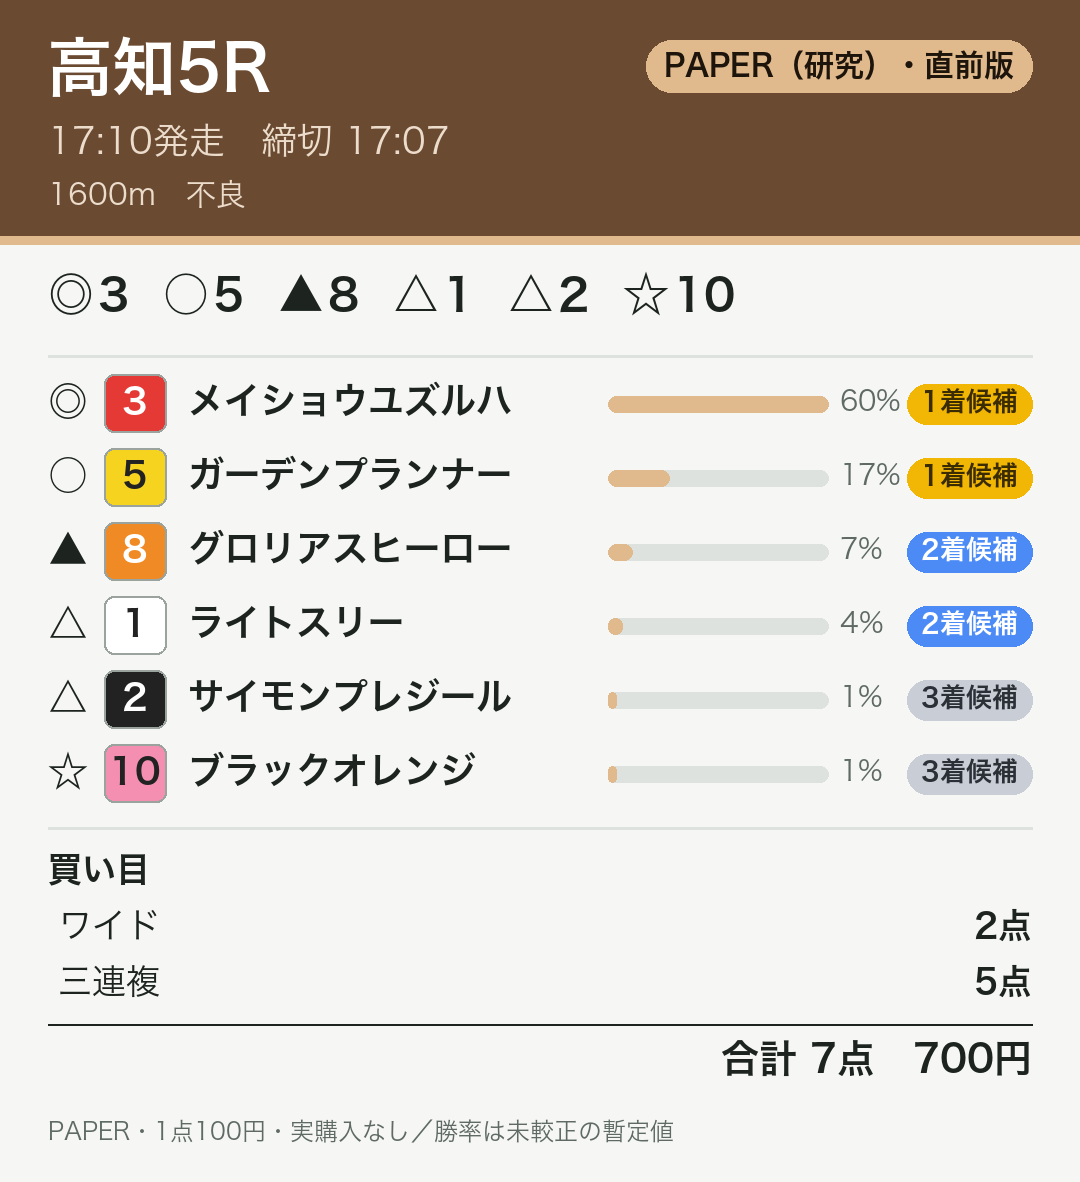 高知5R
PAPER（研究）・直前版
17:10発走　締切 17:07
1600m　不良
◎3 ○5 ▲8 △1 △2 ☆10
◎ 3 メイショウユズルハ 60% 1着候補
○ 5 ガーデンプランナー 17% 1着候補
▲ 8 グロリアスヒーロー 7% 2着候補
△ 1 ライトスリー 4% 2着候補
△ 2 サイモンプレジール 1% 3着候補
☆ 10 ブラックオレンジ 1% 3着候補
買い目
ワイド 2点
三連複 5点
合計 7点　700円
PAPER・1点100円・実購入なし／勝率は未較正の暫定値